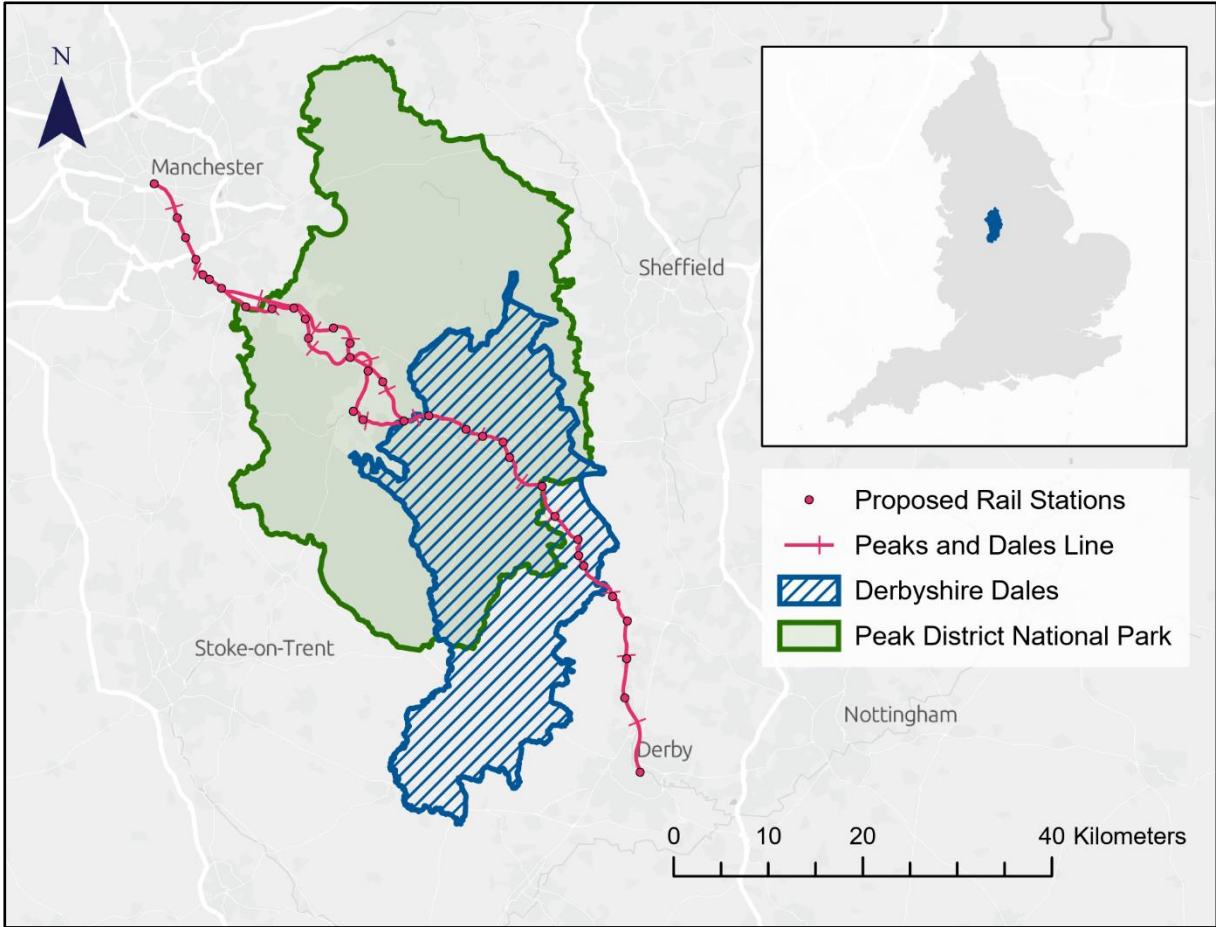 N
Manchester
Sheffield
Stoke-on-Trent
Nottingham
Derby
Proposed Rail Stations
Peaks and Dales Line
Derbyshire Dales
Peak District National Park
0 10 20 40 Kilometers